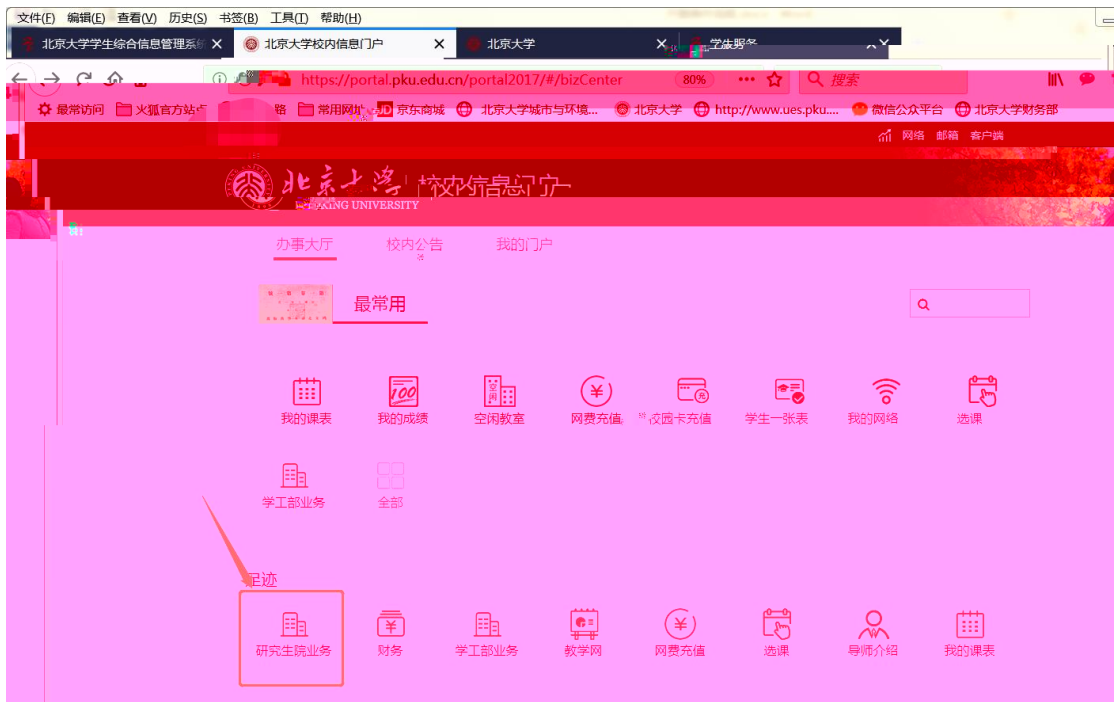 文件(F) 编辑(E) 查看(V) 历史(S) 书签(B) 工具(T) 帮助(H)
北京大学学生综合信息管理系统 × 北京大学校内信息门户 × 北京大学 × 学生服务 ×
https://portal.pku.edu.cn/portal2017/#/bizCenter 80% ••• 搜索
最常访问 火狐官方站点 路 常用网址 JD 京东商城 北京大学城市与环境... 北京大学 http://www.ues.pku.... 微信公众平台 北京大学财务部
网络 邮箱 客户端
北京大学 校内信息门户
PEKING UNIVERSITY
办事大厅 校内公告 我的门户
最常用
我的课表 我的成绩 空闲教室 网费充值 校园卡充值 学生一张表 我的网络 选课
学工部业务 全部
足迹
研究生院业务 财务 学工部业务 教学网 网费充值 选课 导师介绍 我的课表